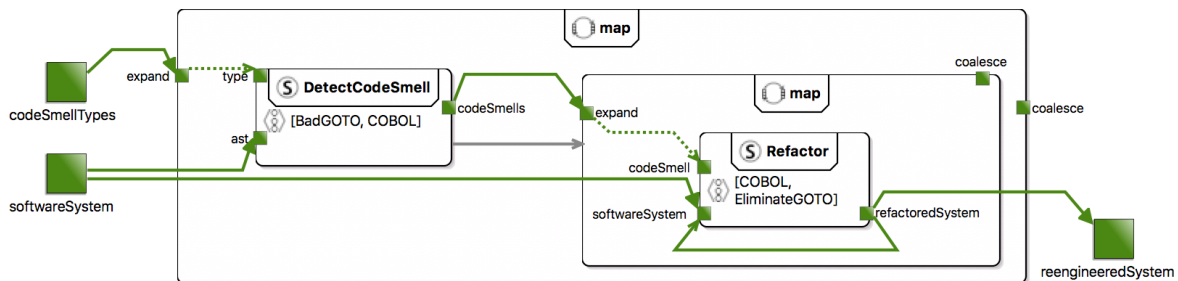 map
coalesce
expand
type
DetectCodeSmell
map
codeSmells
expand
coalesce
codeSmellTypes
[BadGOTO, COBOL]
ast
Refactor
codeSmell
[COBOL,
EliminateGOTO]
softwareSystem
softwareSystem
refactoredSystem
reengineeredSystem